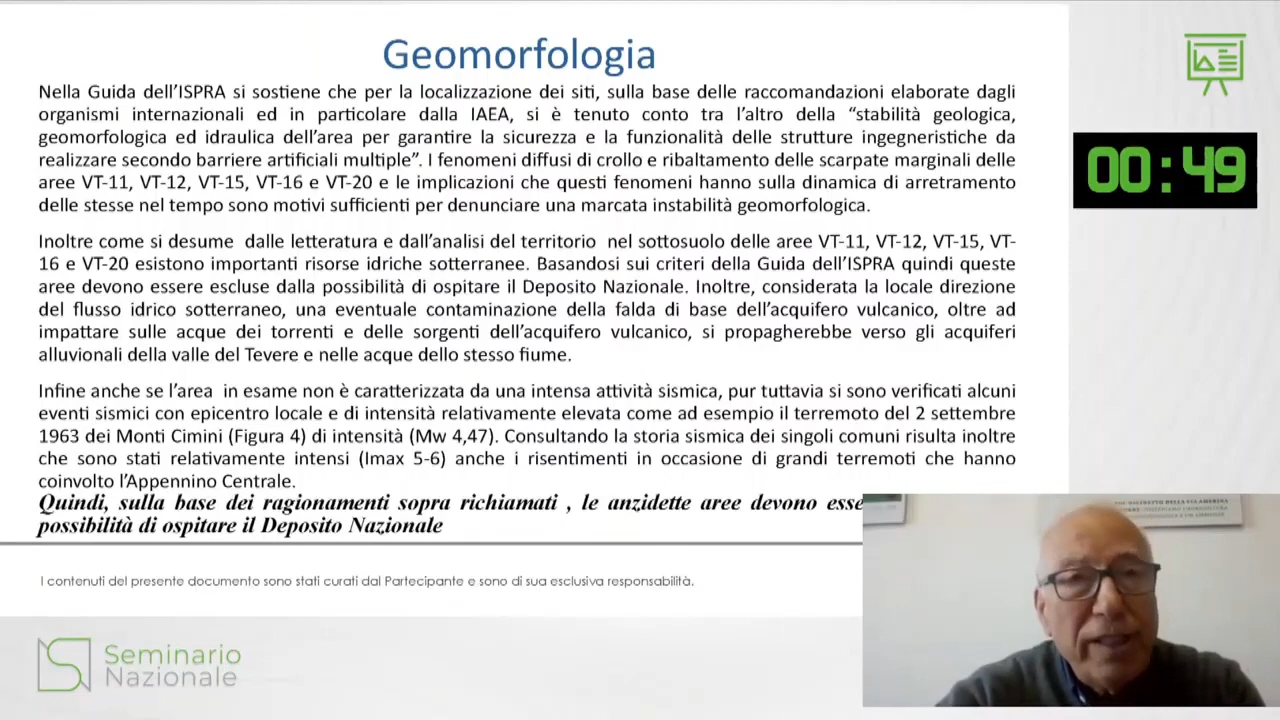 Geomorfologia
Nella Guida dell'ISPRA si sostiene che per la localizzazione dei siti, sulla base delle raccomandazioni elaborate dagli
organismi internazionali ed in particolare dalla IAEA, si è tenuto conto tra l'altro della “stabilità geologica,
geomorfologica ed idraulica dell'area per garantire la sicurezza e la funzionalità delle strutture ingegneristiche da
realizzare secondo barriere artificiali multiple”. I fenomeni diffusi di crollo e ribaltamento delle scarpate marginali delle
aree VT-11, VT-12, VT-15, VT-16 e VT-20 e le implicazioni che questi fenomeni hanno sulla dinamica di arretramento
delle stesse nel tempo sono motivi sufficienti per denunciare una marcata instabilità geomorfologica.
Inoltre come si desume dalle letteratura e dall'analisi del territorio nel sottosuolo delle aree VT-11, VT-12, VT-15, VT-
16 e VT-20 esistono importanti risorse idriche sotterranee. Basandosi sui criteri della Guida dell'ISPRA quindi queste
aree devono essere escluse dalla possibilità di ospitare il Deposito Nazionale. Inoltre, considerata la locale direzione
del flusso idrico sotterraneo, una eventuale contaminazione della falda di base dell'acquifero vulcanico, oltre ad
impattare sulle acque dei torrenti e delle sorgenti dell'acquifero vulcanico, si propagherebbe verso gli acquiferi
alluvionali della valle del Tevere e nelle acque dello stesso fiume.
Infine anche se l'area in esame non è caratterizzata da una intensa attività sismica, pur tuttavia si sono verificati alcuni
eventi sismici con epicentro locale e di intensità relativamente elevata come ad esempio il terremoto del 2 settembre
1963 dei Monti Cimini (Figura 4) di intensità (Mw 4,47). Consultando la storia sismica dei singoli comuni risulta inoltre
che sono stati relativamente intensi (Imax 5-6) anche i risentimenti in occasione di grandi terremoti che hanno
coinvolto l'Appennino Centrale.
Quindi, sulla base dei ragionamenti sopra richiamati , le anzidette aree devono esse
possibilità di ospitare il Deposito Nazionale
I contenuti del presente documento sono stati curati dal Partecipante e sono di sua esclusiva responsabilità.
Seminario
Nazionale
00:49